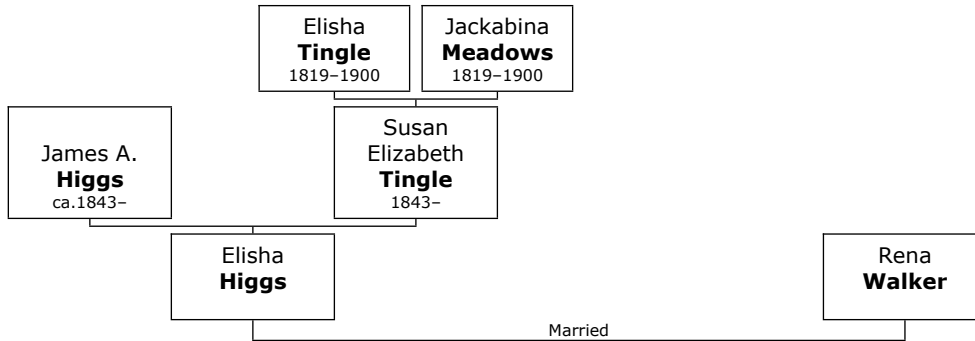 Elisha
Tingle
1819–1900
Jackabina
Meadows
1819–1900
James A.
Higgs
ca.1843–
Susan
Elizabeth
Tingle
1843–
Elisha
Higgs
Rena
Walker
Married